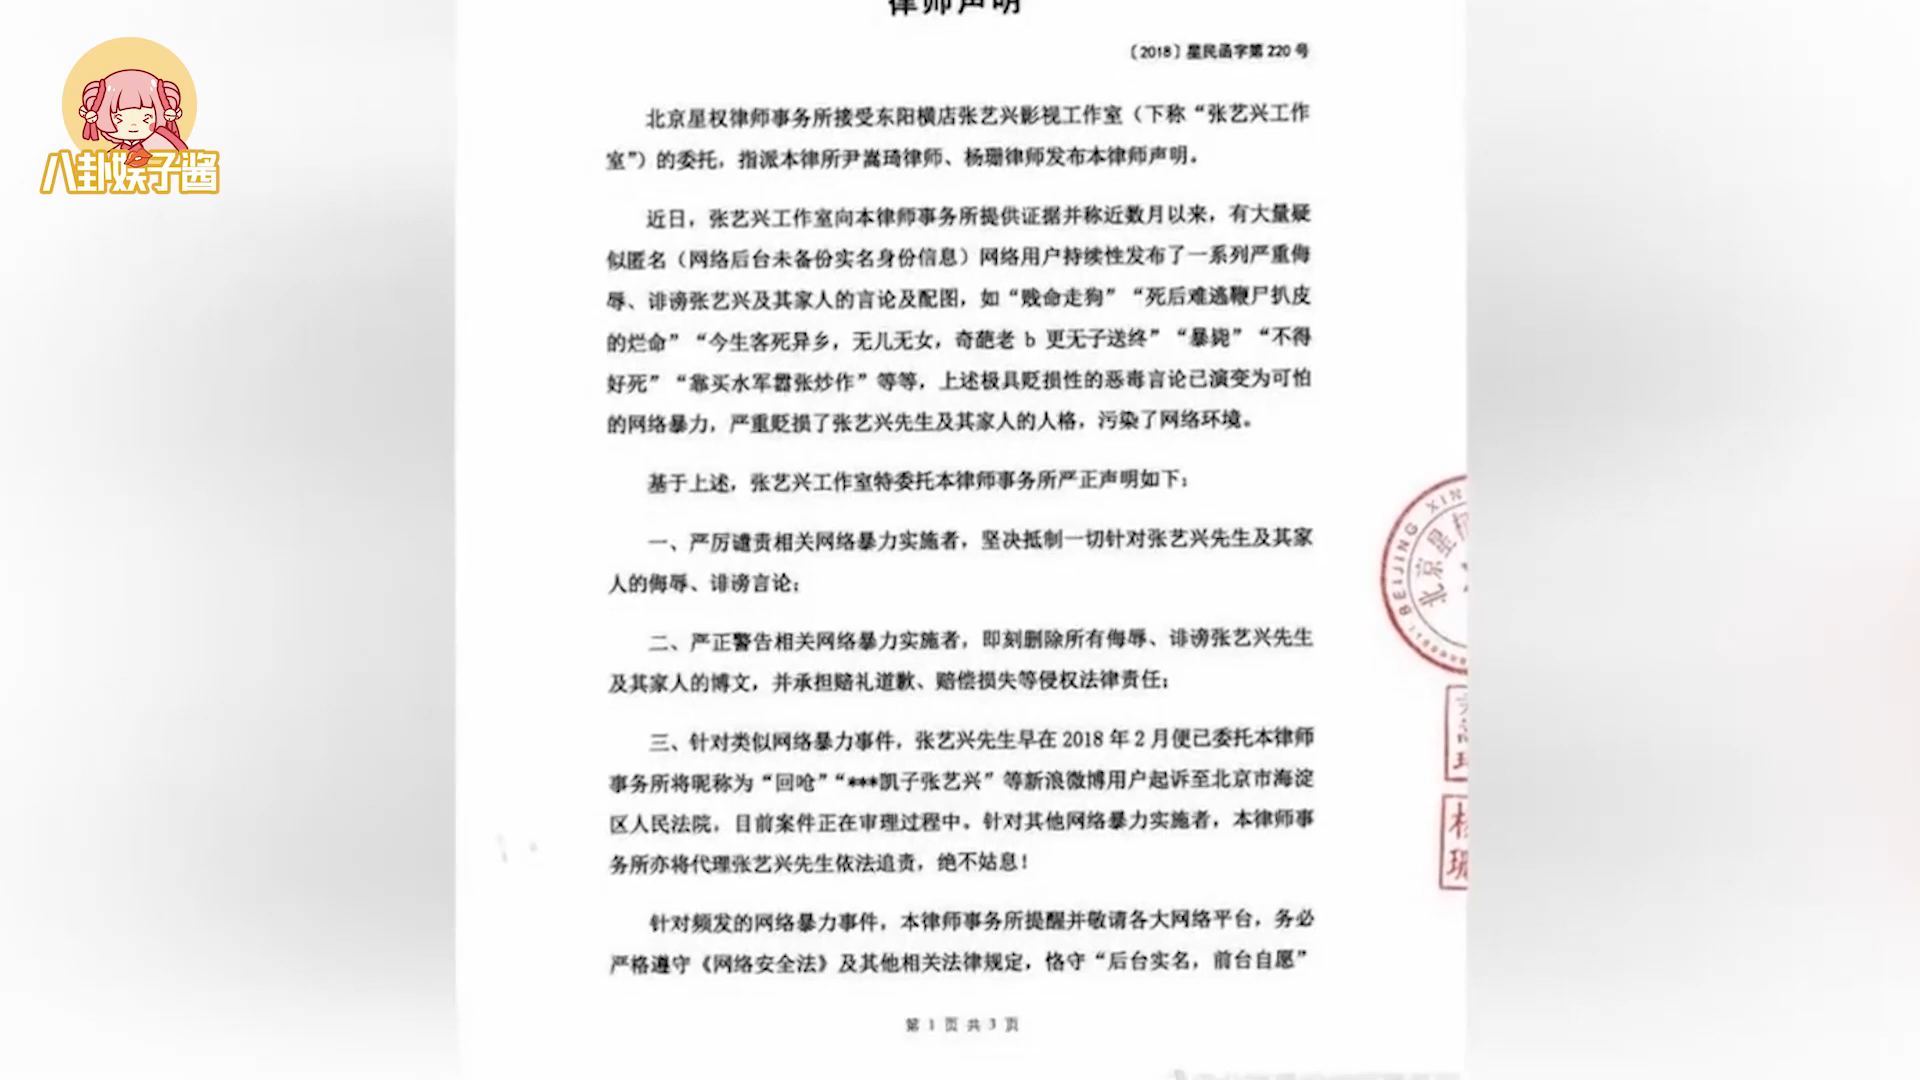 八卦娱子酱
律师声明
〔2018〕星民函字第 220 号
北京星权律师事务所接受东阳横店张艺兴影视工作室（下称“张艺兴工作
室”）的委托，指派本律所尹嵩琦律师、杨珊律师发布本律师声明。
近日，张艺兴工作室向本律师事务所提供证据并称近数月以来，有大量疑
似匿名（网络后台未备份实名身份信息）网络用户持续性发布了一系列严重侮
辱、诽谤张艺兴及其家人的言论及配图，如“贱命走狗”“死后难逃鞭尸扒皮
的烂命”“今生客死异乡，无儿无女，奇葩老 b 更无子送终”“暴毙”“不得
好死”“靠买水军嚣张炒作”等等，上述极具贬损性的恶毒言论已演变为可怕
的网络暴力，严重贬损了张艺兴先生及其家人的人格，污染了网络环境。
基于上述，张艺兴工作室特委托本律师事务所严正声明如下：
一、严厉谴责相关网络暴力实施者，坚决抵制一切针对张艺兴先生及其家
人的侮辱、诽谤言论；
二、严正警告相关网络暴力实施者，即刻删除所有侮辱、诽谤张艺兴先生
及其家人的博文，并承担赔礼道歉、赔偿损失等侵权法律责任；
三、针对类似网络暴力事件，张艺兴先生早在 2018 年 2 月便已委托本律师
事务所将昵称为“回呛”“***凯子张艺兴”等新浪微博用户起诉至北京市海淀
区人民法院，目前案件正在审理过程中。针对其他网络暴力实施者，本律师事
务所亦将代理张艺兴先生依法追责，绝不姑息！
针对频发的网络暴力事件，本律师事务所提醒并敬请各大网络平台，务必
严格遵守《网络安全法》及其他相关法律规定，恪守“后台实名，前台自愿”
第 1 页 共 3 页
BEIJING XIN
北京星
杨